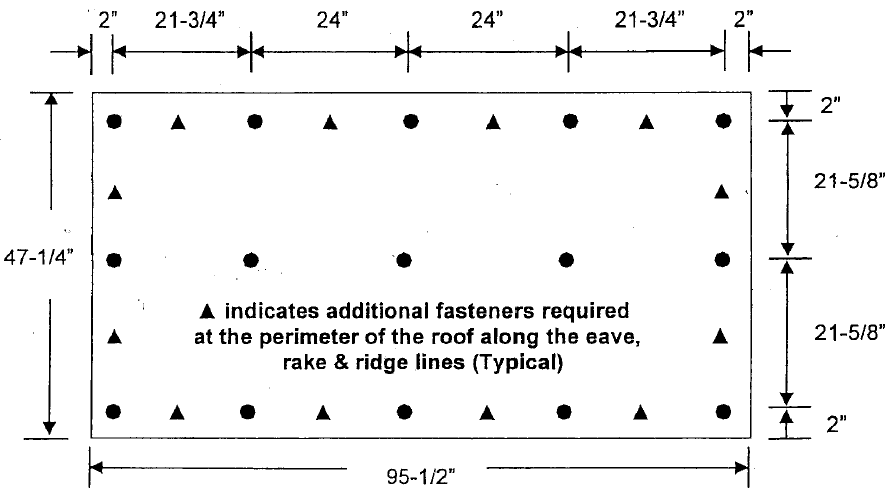 2” 21-3/4” 24” 24” 21-3/4” 2”
2”
21-5/8”
47-1/4”
▲ indicates additional fasteners required
at the perimeter of the roof along the eave,
rake & ridge lines (Typical)
21-5/8”
2”
95-1/2”